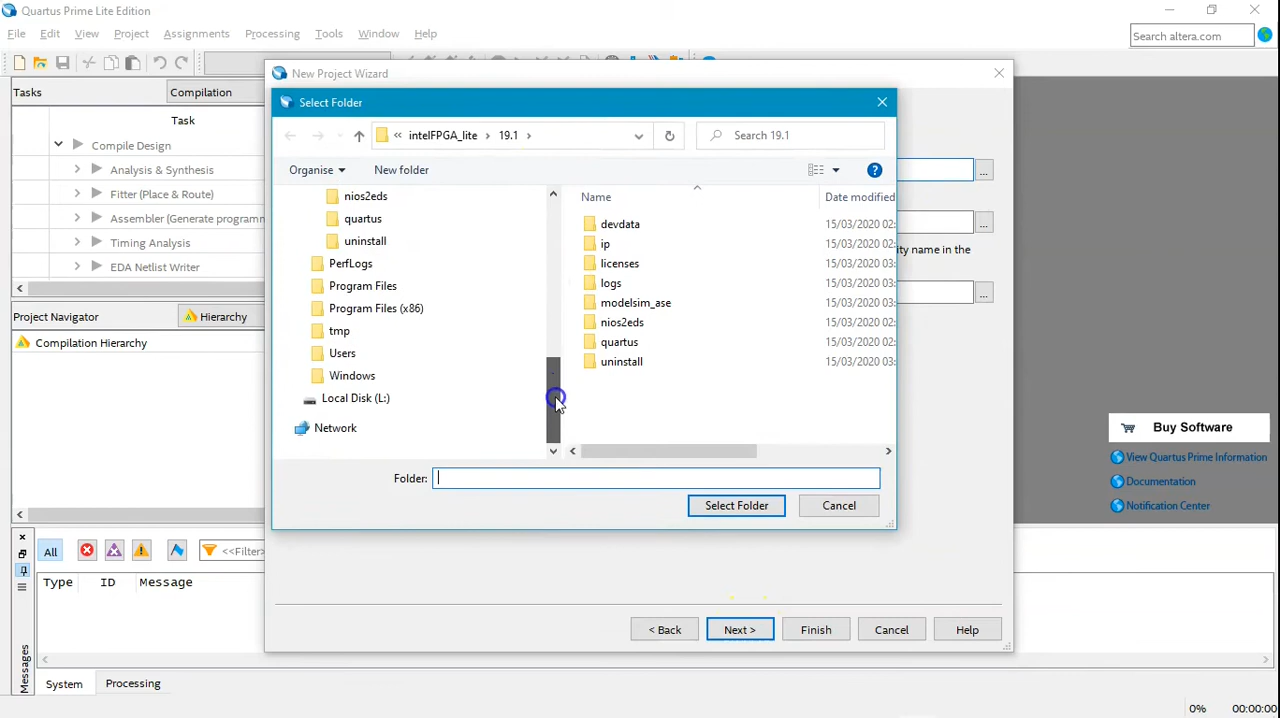 Quartus Prime Lite Edition
File Edit View Project Assignments Processing Tools Window Help
Search altera.com
New Project Wizard
Tasks
Compilation
Select Folder
Task
« intelFPGA_lite › 19.1 ›
Search 19.1
Compile Design
Organise
New folder
Analysis & Synthesis
...
nios2eds
Name
Date modified
Fitter (Place & Route)
quartus
devdata
15/03/2020 02:
Assembler (Generate programm
...
uninstall
ip
15/03/2020 02:
Timing Analysis
ity name in the
PerfLogs
licenses
15/03/2020 03:
EDA Netlist Writer
Program Files
logs
15/03/2020 03:
...
Program Files (x86)
modelsim_ase
15/03/2020 03:
Project Navigator
Hierarchy
tmp
nios2eds
15/03/2020 02:
Compilation Hierarchy
Users
quartus
15/03/2020 02:
Windows
uninstall
15/03/2020 03:
Local Disk (L:)
Network
Buy Software
View Quartus Prime Information
Folder:
Documentation
Select Folder
Cancel
Notification Center
All
<<Filter>
Type ID Message
< Back
Next >
Finish
Cancel
Help
Messages
System
Processing
0%
00:00:00